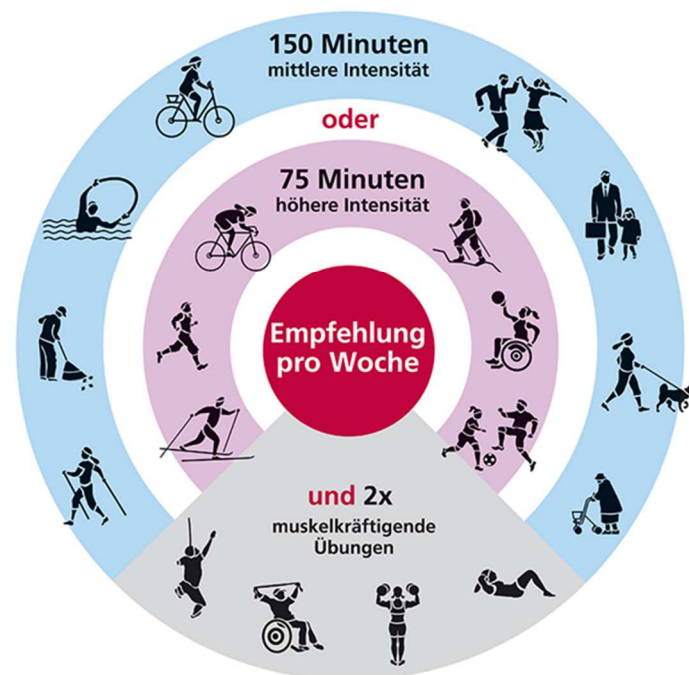 150 Minuten
mittlere Intensität
oder
75 Minuten
höhere Intensität
Empfehlung
pro Woche
und 2x
muskelkräftigende
Übungen